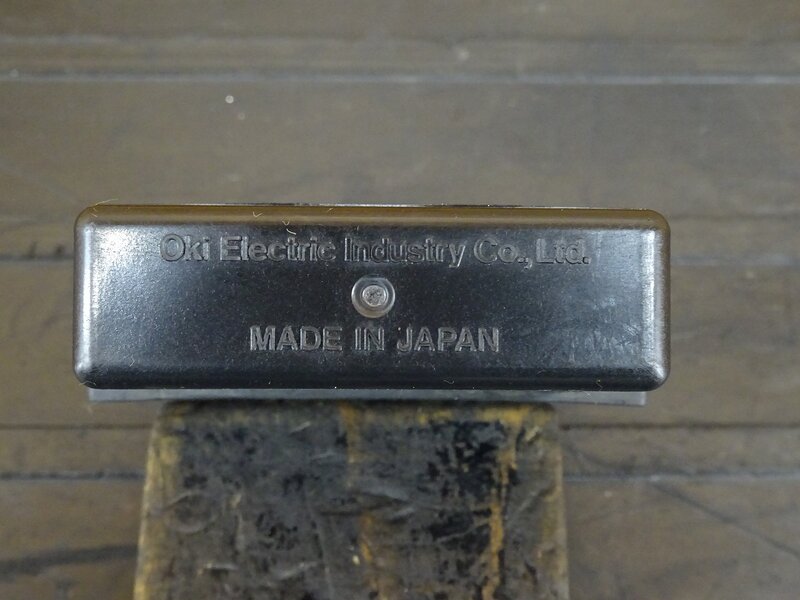 Oki Electric Industry Co., Ltd.
MADE IN JAPAN